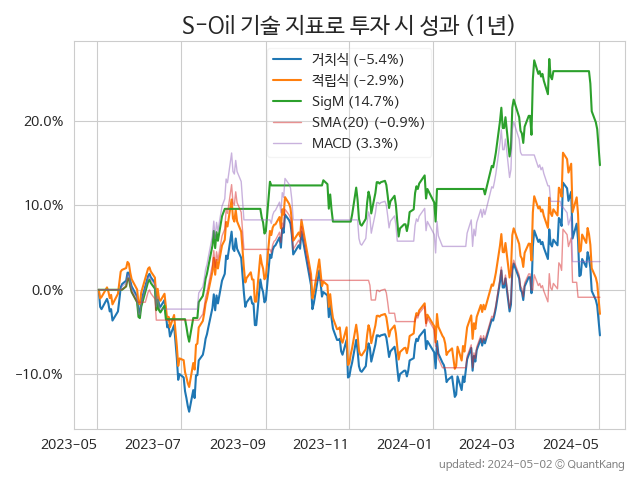 S-Oil 기술 지표로 투자 시 성과 (1년)
거치식 (−5.4%)
적립식 (−2.9%)
SigM (14.7%)
SMA(20) (−0.9%)
MACD (3.3%)
20.0%
10.0%
0.0%
−10.0%
2023-05 2023-07 2023-09 2023-11 2024-01 2024-03 2024-05
updated: 2024-05-02 © QuantKang